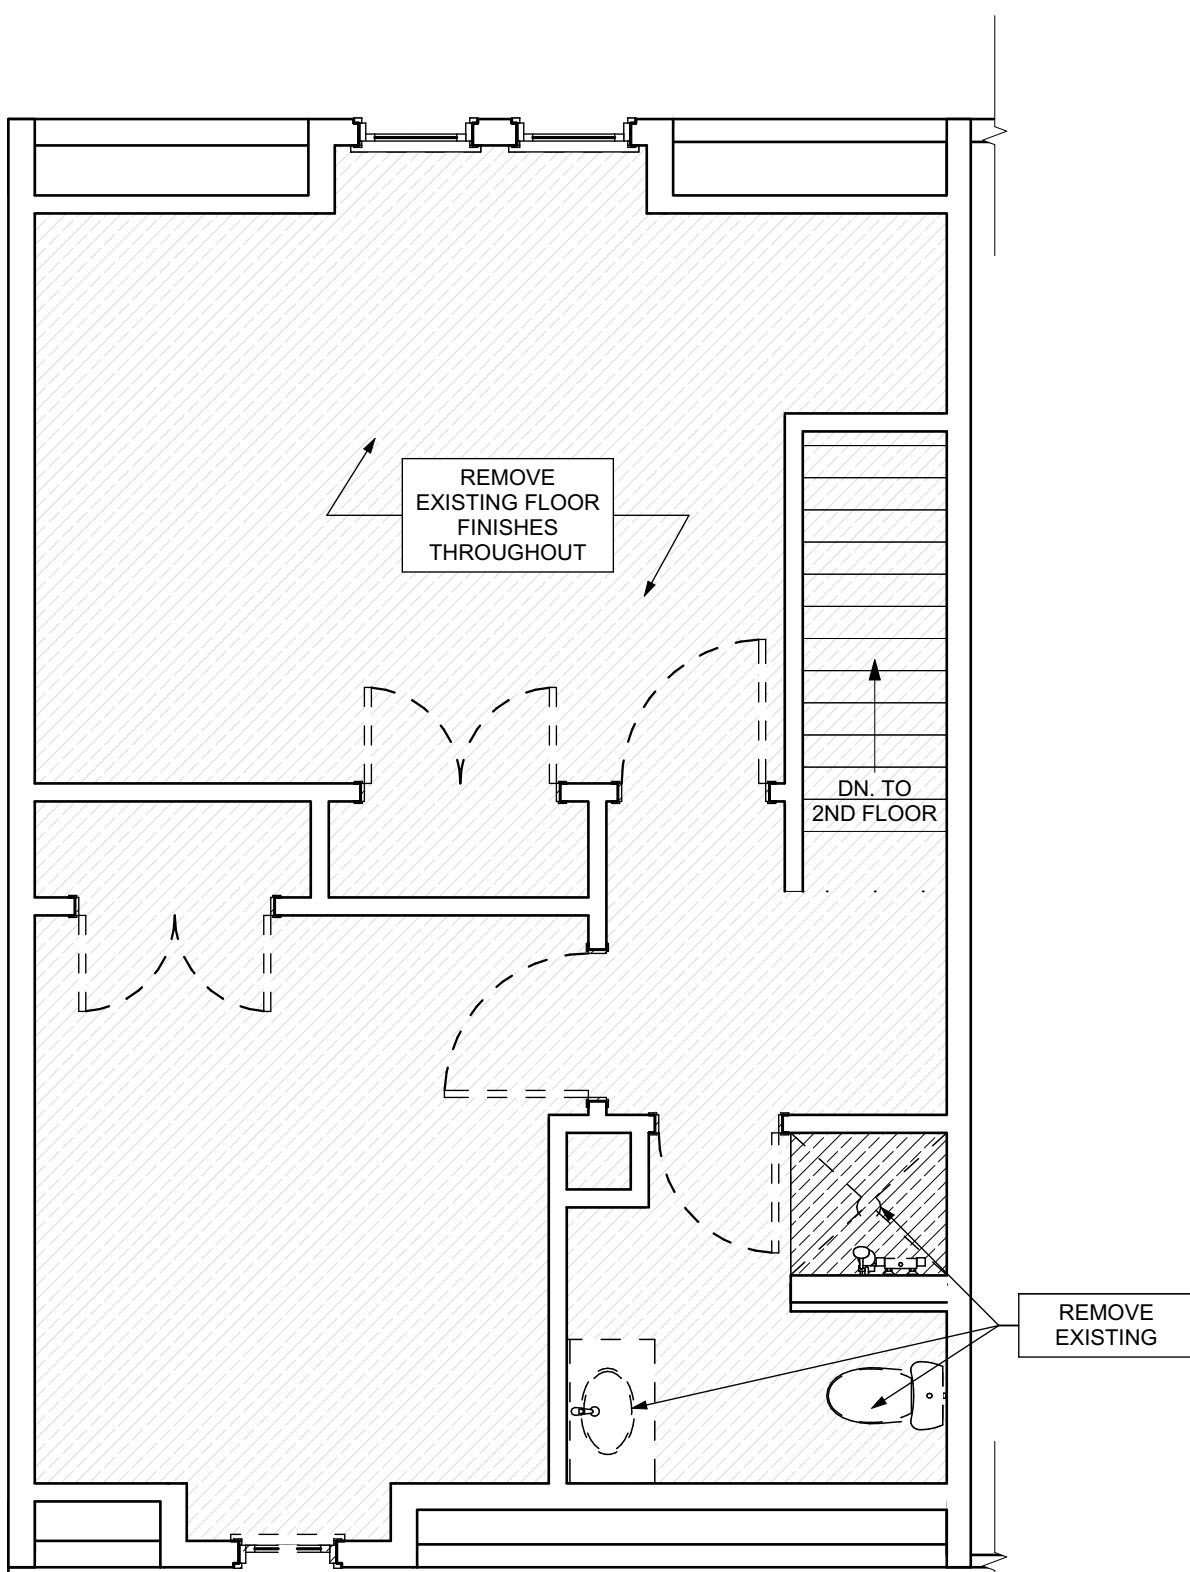 REMOVE
EXISTING FLOOR
FINISHES
THROUGHOUT
DN. TO
2ND FLOOR
REMOVE
EXISTING